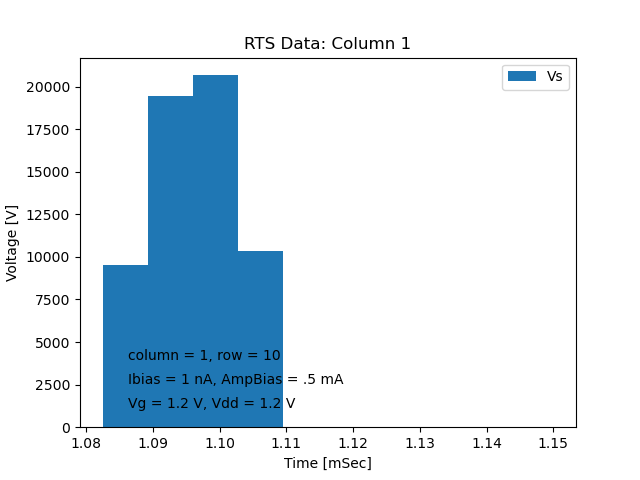 RTS Data: Column 1
Vs
Voltage [V]
20000
17500
15000
12500
10000
7500
5000
2500
0
column = 1, row = 10
Ibias = 1 nA, AmpBias = .5 mA
Vg = 1.2 V, Vdd = 1.2 V
1.08 1.09 1.10 1.11 1.12 1.13 1.14 1.15
Time [mSec]